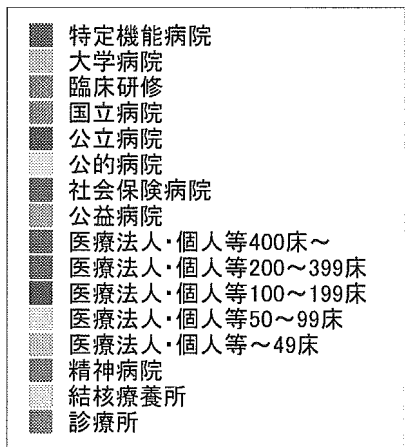 特定機能病院
大学病院
臨床研修
国立病院
公立病院
公的病院
社会保険病院
公益病院
医療法人・個人等400床～
医療法人・個人等200～399床
医療法人・個人等100～199床
医療法人・個人等50～99床
医療法人・個人等～49床
精神病院
結核療養所
診療所